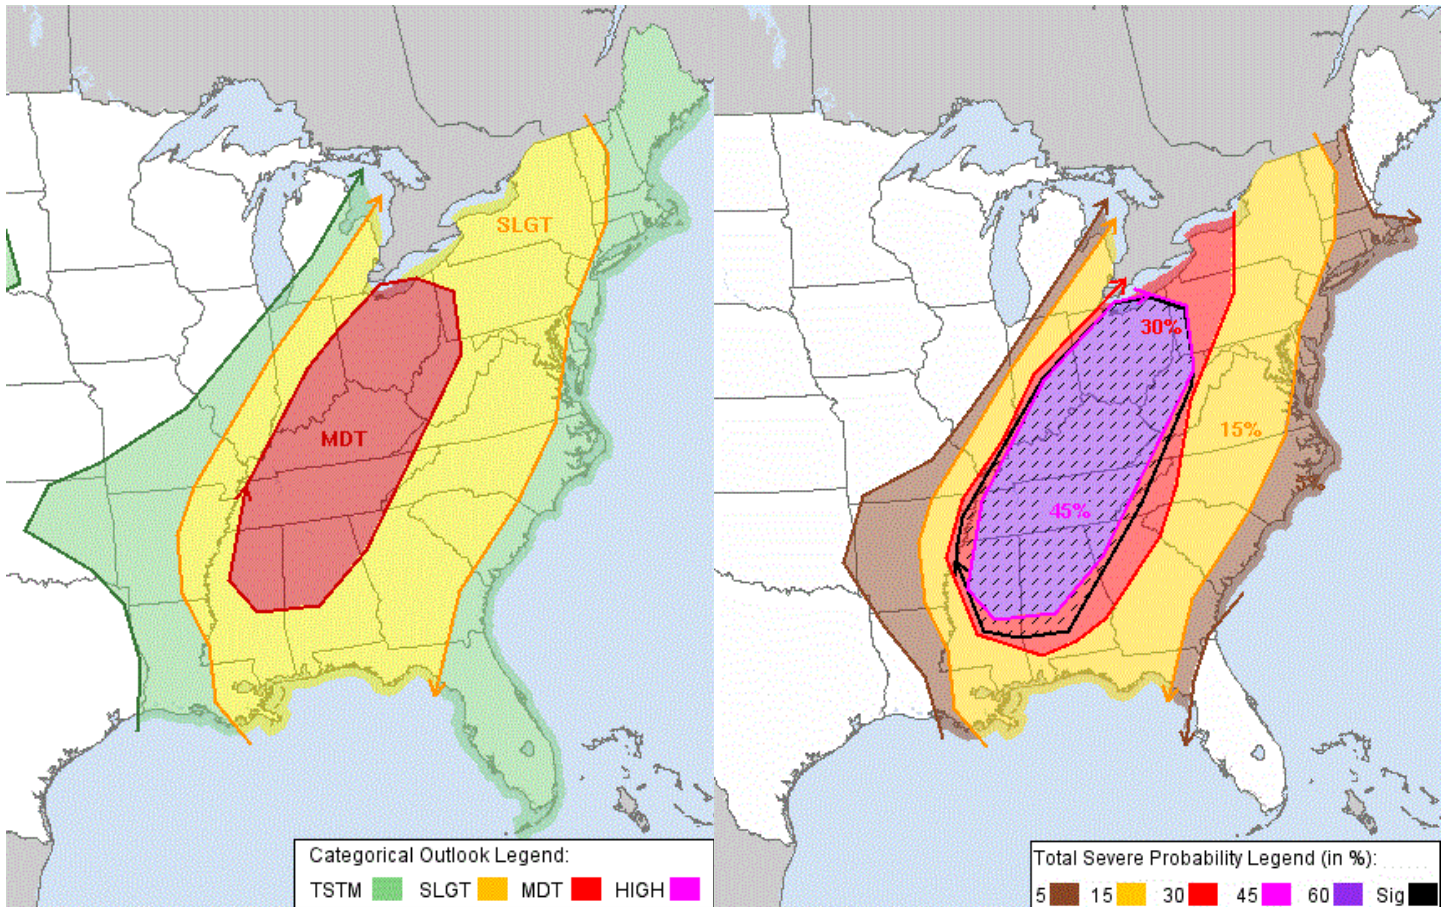 SLGT
MDT
Categorical Outlook Legend:
TSTM SLGT MDT HIGH
30%
15%
45%
Total Severe Probability Legend (in %):
5 15 30 45 60 Sig